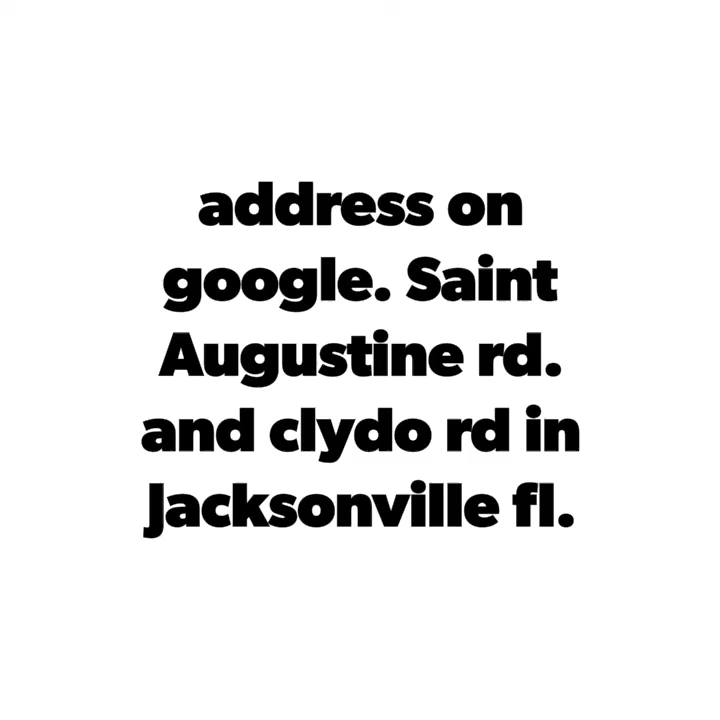 address on
google. Saint
Augustine rd.
and clydo rd in
Jacksonville fl.